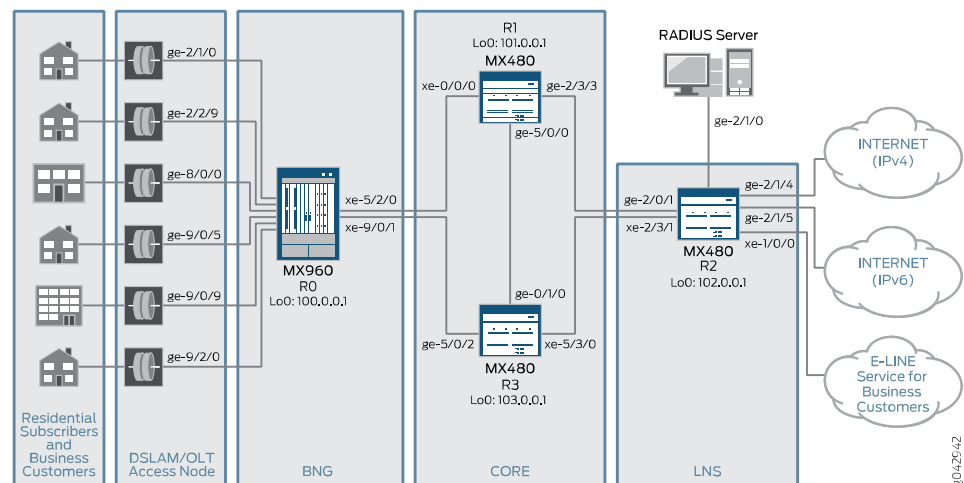 R1
Lo0: 101.0.0.1
MX480
xe-0/0/0
ge-2/3/3
ge-5/0/0
RADIUS Server
ge-2/1/0
ge-2/1/0
ge-2/2/9
ge-8/0/0
ge-9/0/5
ge-9/0/9
ge-9/2/0
xe-5/2/0
xe-9/0/1
MX960
R0
Lo0: 100.0.0.1
ge-0/1/0
ge-5/0/2
xe-5/3/0
MX480
R3
Lo0: 103.0.0.1
ge-2/0/1
xe-2/3/1
ge-2/1/4
ge-2/1/5
xe-1/0/0
MX480
R2
Lo0: 102.0.0.1
INTERNET
(IPv4)
INTERNET
(IPv6)
E-LINE
Service for
Business
Customers
Residential
Subscribers
and
Business
Customers
DSLAM/OLT
Access Node
BNG
CORE
LNS
g042942